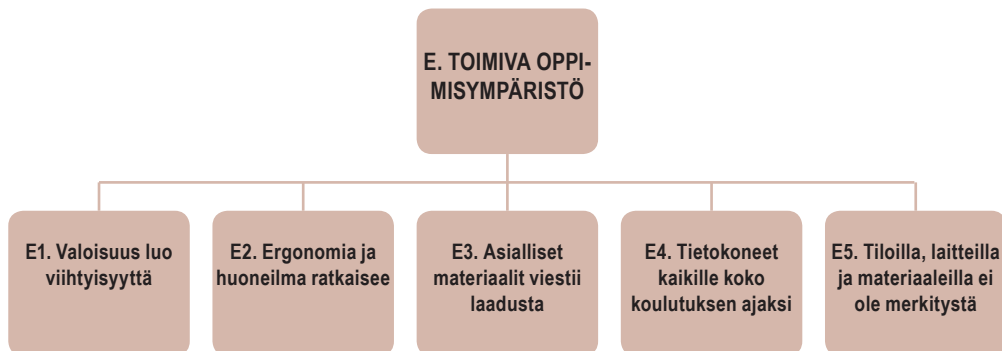 E. TOIMIVA OPPI-
MISYMPÄRISTÖ
E1. Valoisuus luo
viihtyisyyttä
E2. Ergonomia ja
huoneilma ratkaisee
E3. Asialliset
materiaalit viestii
laadusta
E4. Tietokoneet
kaikille koko
koulutuksen ajaksi
E5. Tiloilla, laitteilla
ja materiaaleilla ei
ole merkitystä